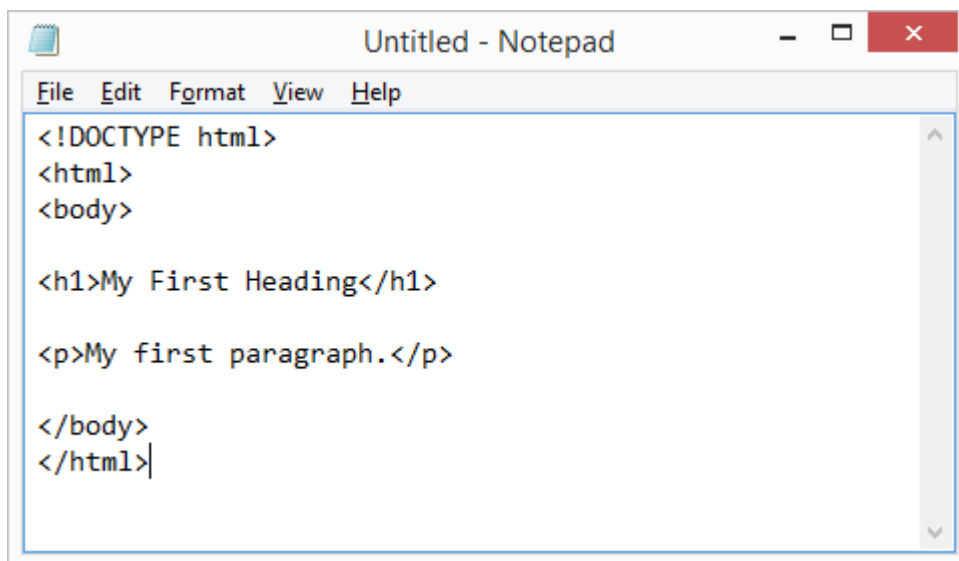 Untitled - Notepad
File Edit Format View Help
<!DOCTYPE html>
<html>
<body>
<h1>My First Heading</h1>
<p>My first paragraph.</p>
</body>
</html>